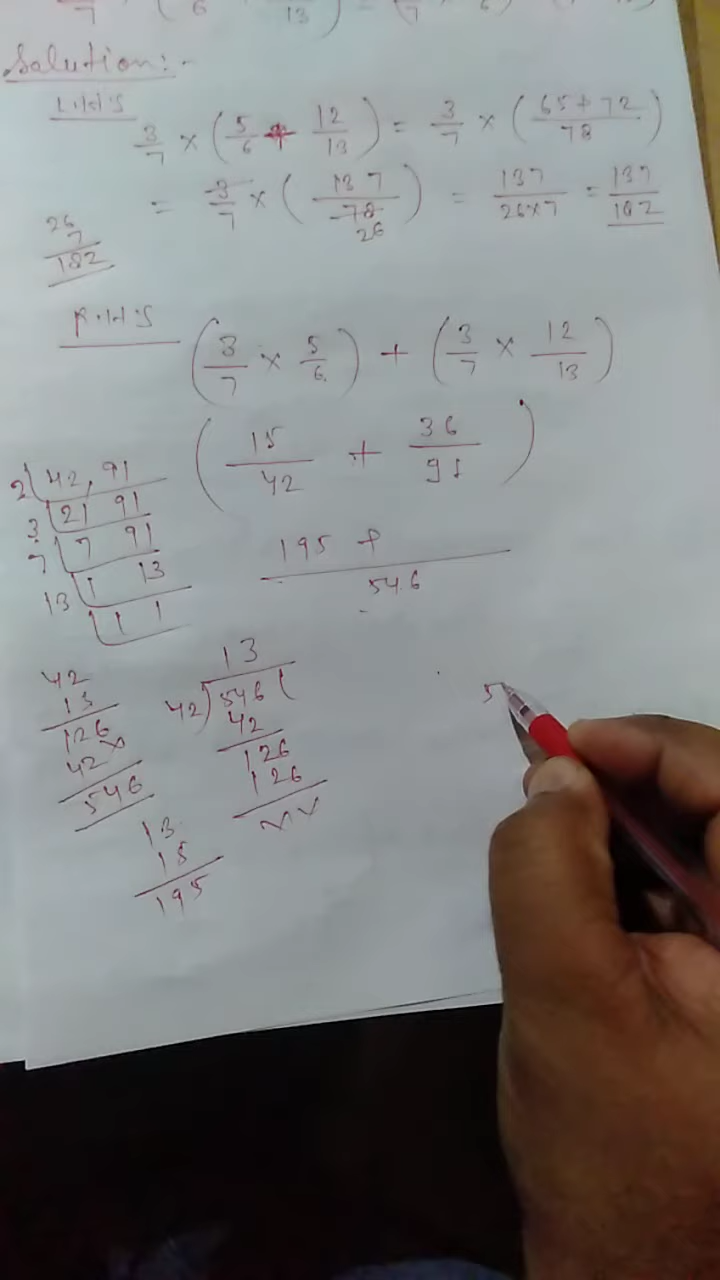 Solution:-
L.H.S
3/7 × (5/6 + 12/13) = 3/7 × (65 + 72/78)
= 3/7 × (137/78 26) = 137/26×7 = 137/182
26
7
182
R.H.S
(3/7 × 5/6) + (3/7 × 12/13)
(15/42 + 36/91)
2 42, 91
3 21 91
7 7 91
13 1 13
1 1
195 + / 546
42
13
126
42×
546
13
42) 546 (
42
126
126
××
13
15
195
5